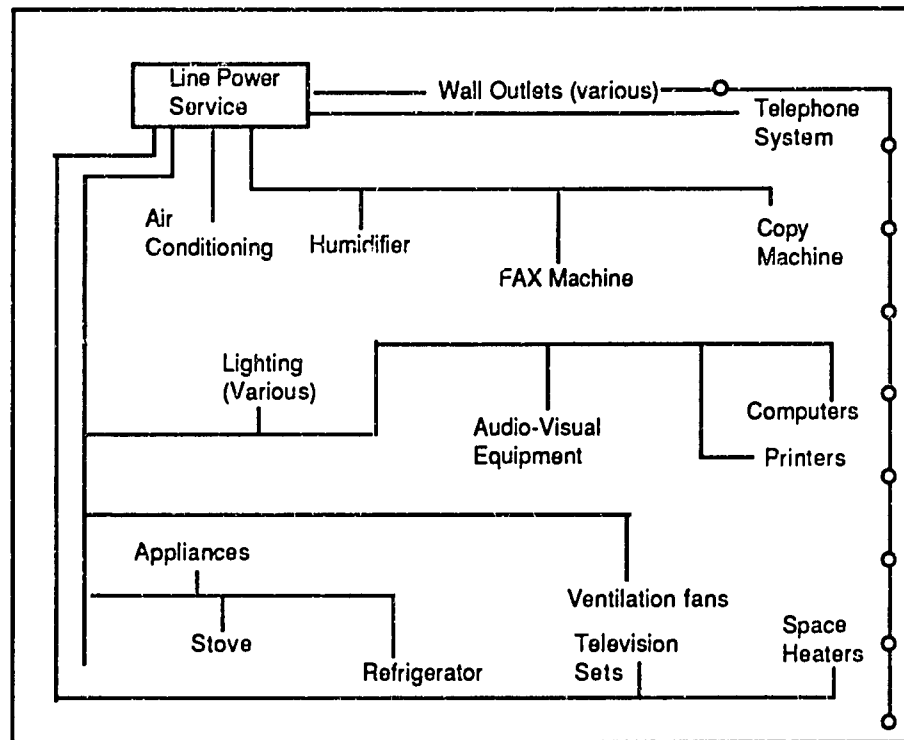 Line Power
Service
Wall Outlets (various)
Telephone
System
Air
Conditioning
Humidifier
FAX Machine
Copy
Machine
Lighting
(Various)
Audio-Visual
Equipment
Computers
Printers
Appliances
Stove
Refrigerator
Ventilation fans
Television
Sets
Space
Heaters